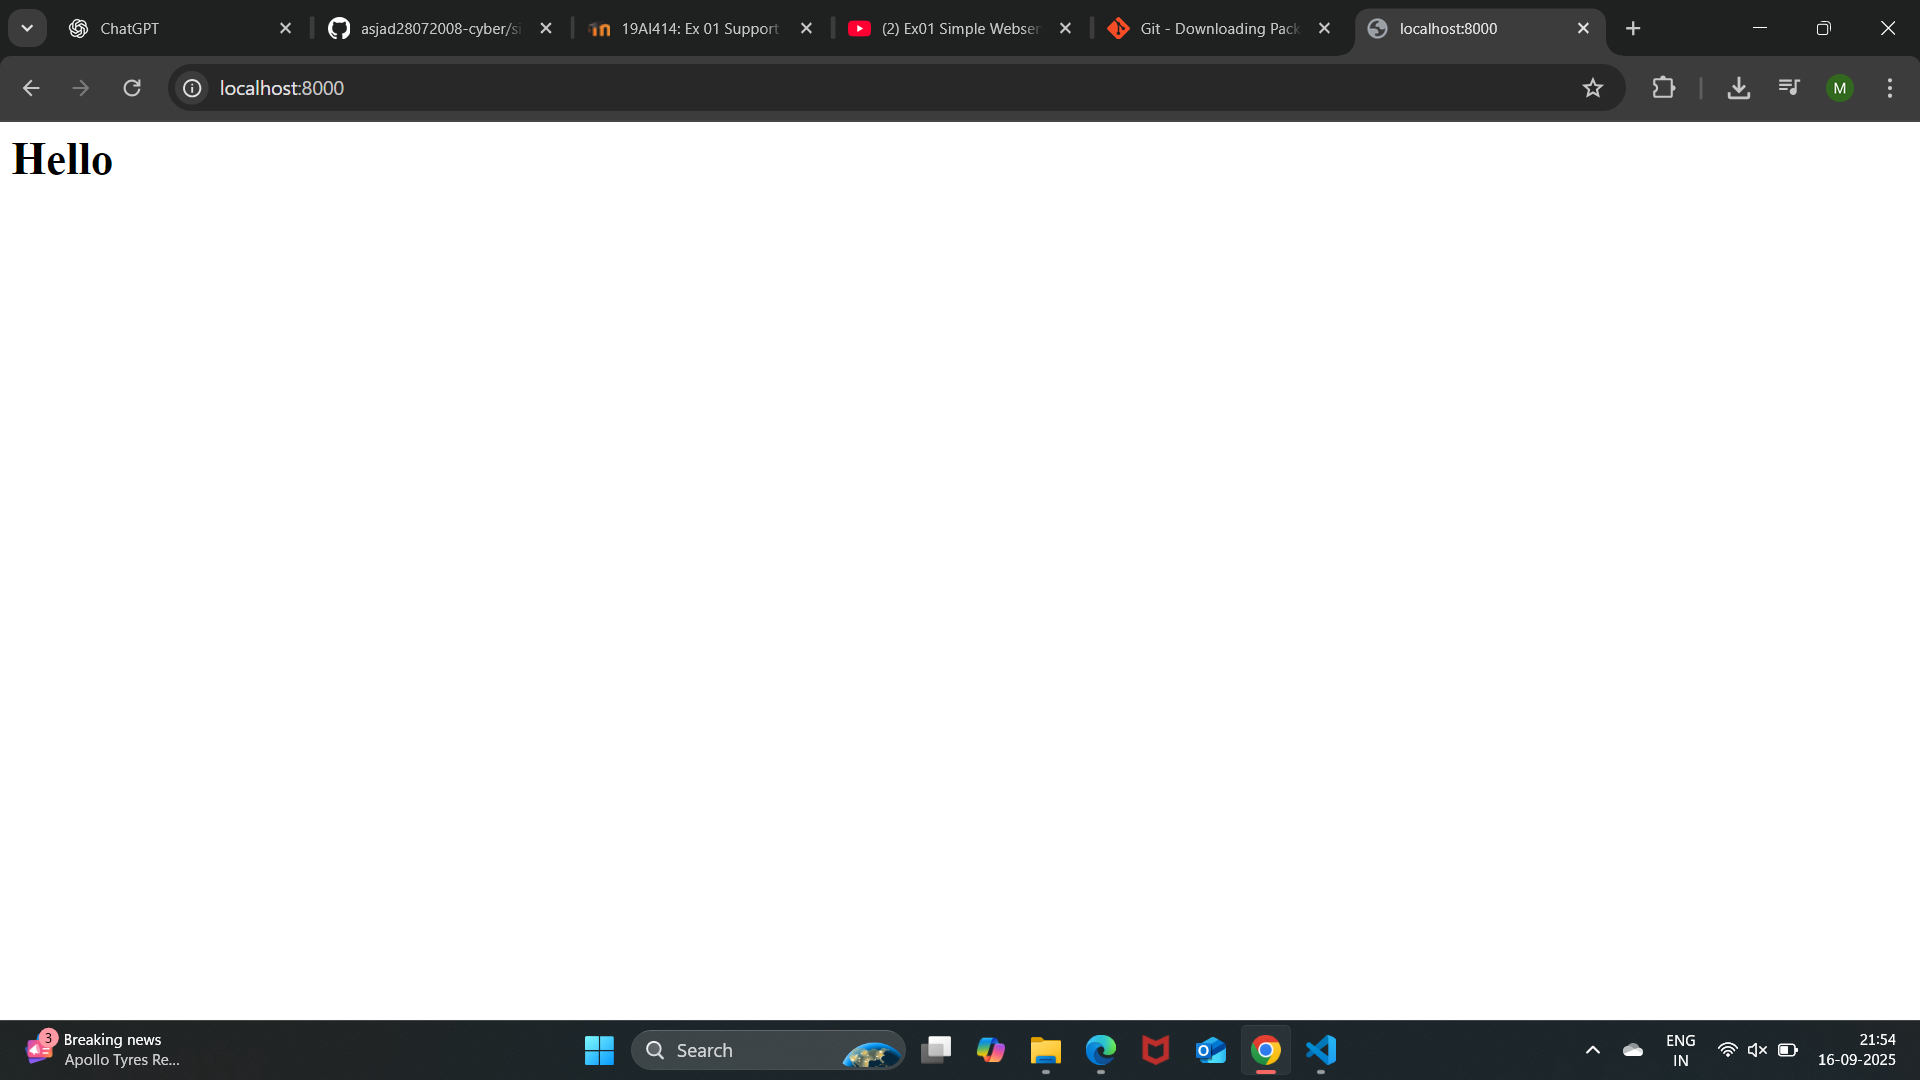 ChatGPT
asjad28072008-cyber/si
19AI414: Ex 01 Support
(2) Ex01 Simple Webser
Git - Downloading Pack
localhost:8000
localhost:8000
M
Hello
3
Breaking news
Apollo Tyres Re...
Search
ENG
IN
21:54
16-09-2025